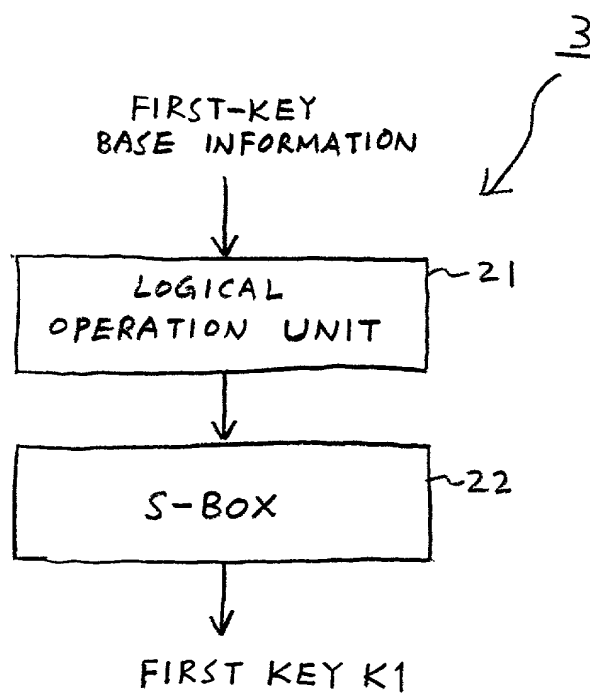 3
FIRST-KEY
BASE INFORMATION
21
LOGICAL
OPERATION UNIT
22
S-BOX
FIRST KEY K1